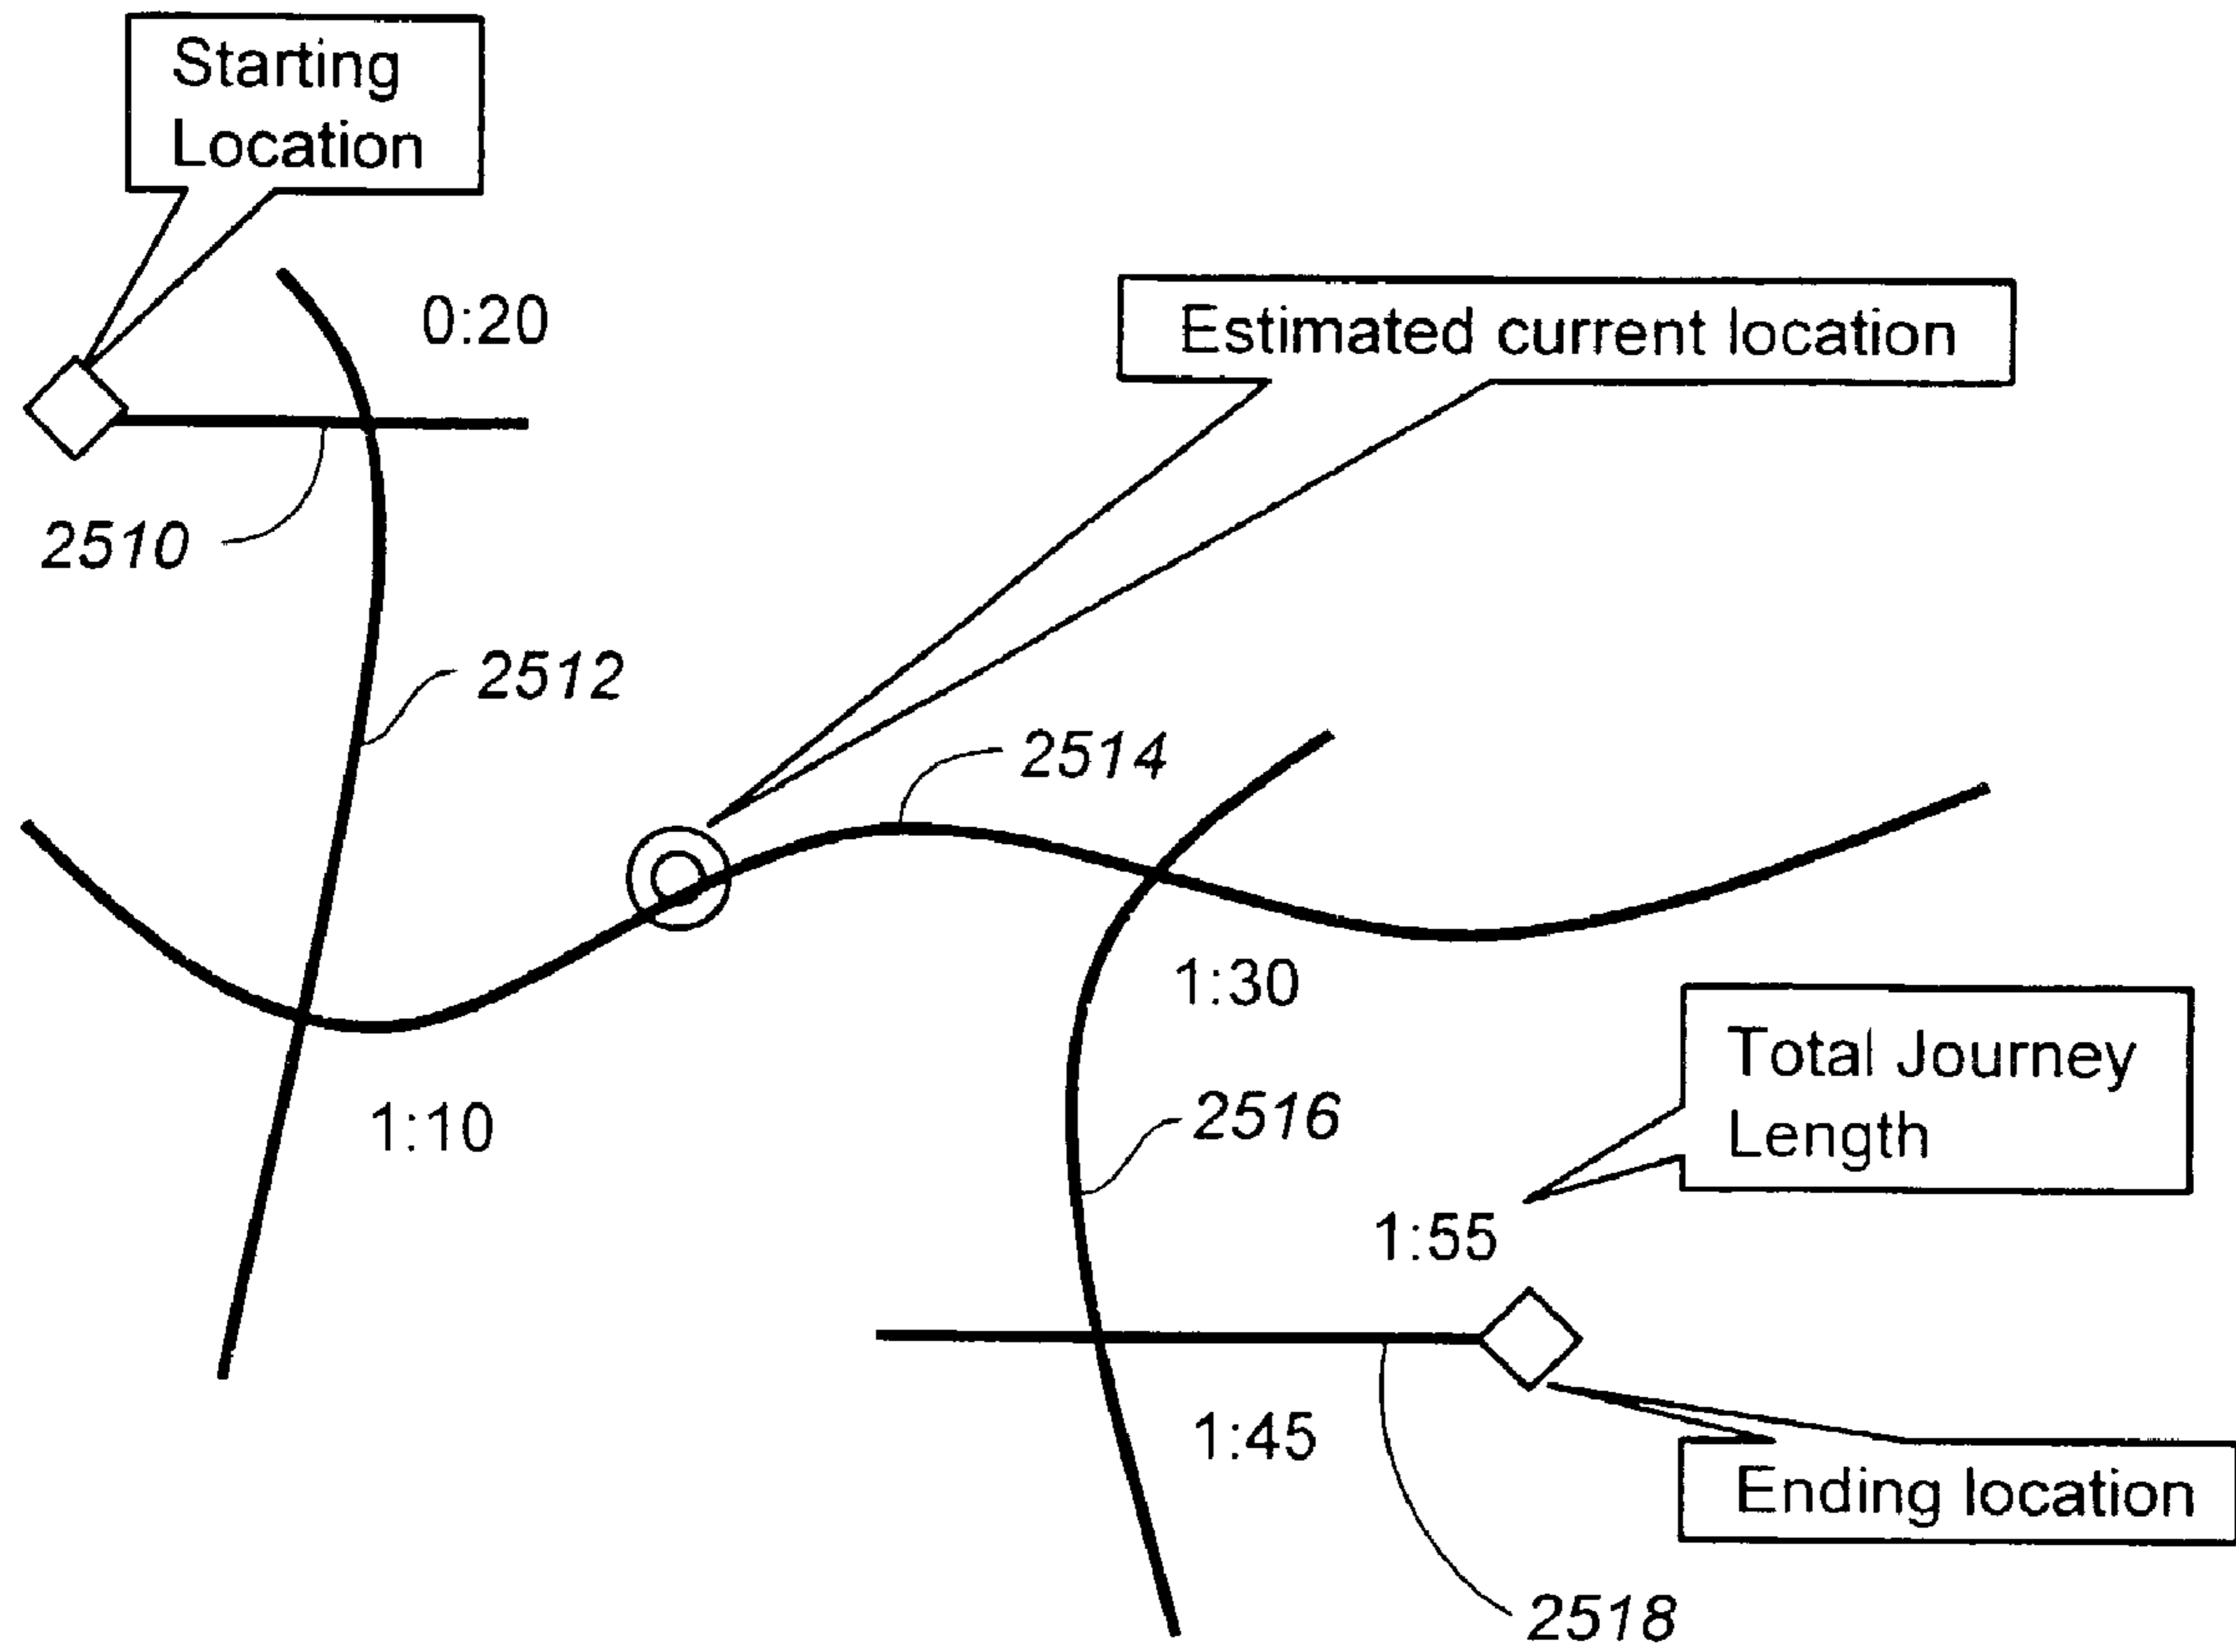 Starting
Location
0:20
Estimated current location
2510
2512
2514
1:30
Total Journey
Length
1:10
2516
1:55
1:45
Ending location
2518